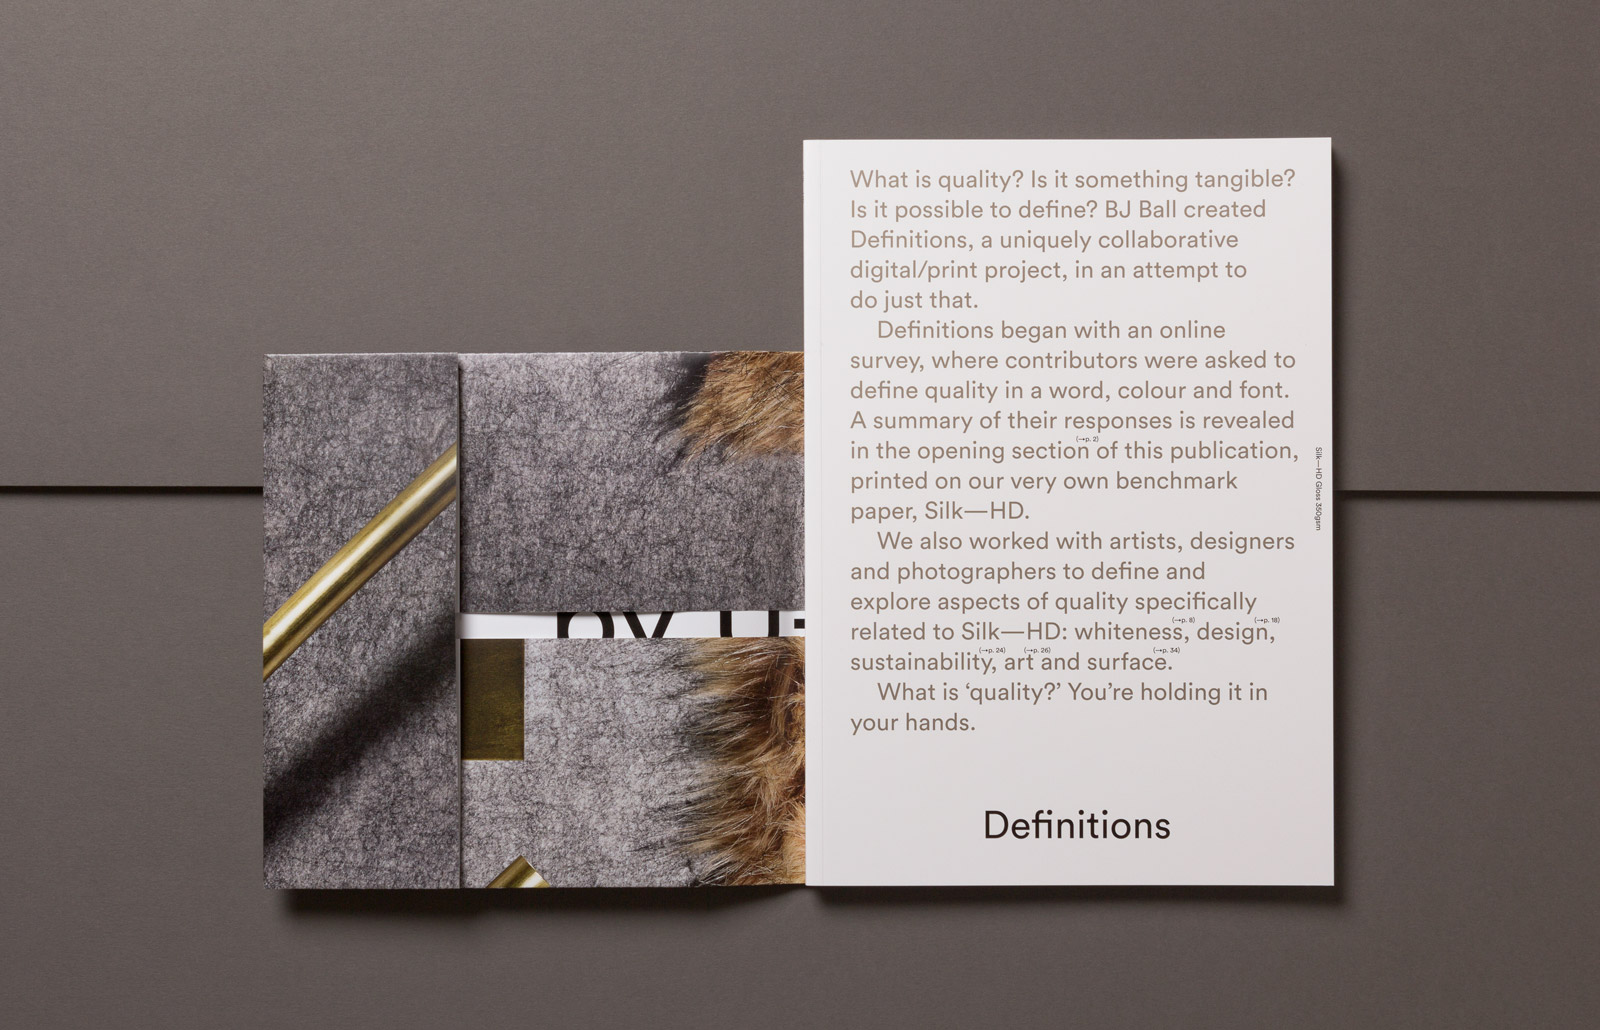 What is quality? Is it something tangible?
Is it possible to define? BJ Ball created
Definitions, a uniquely collaborative
digital/print project, in an attempt to
do just that.
Definitions began with an online
survey, where contributors were asked to
define quality in a word, colour and font.
A summary of their responses is revealed
(→p. 2)
in the opening section of this publication,
printed on our very own benchmark
paper, Silk—HD.
We also worked with artists, designers
and photographers to define and
explore aspects of quality specifically
(→p. 8) (→p. 18)
related to Silk—HD: whiteness, design,
(→p. 24) (→p. 26) (→p. 34)
sustainability, art and surface.
What is ‘quality?’ You’re holding it in
your hands.
Definitions
Silk—HD Gloss 350gsm